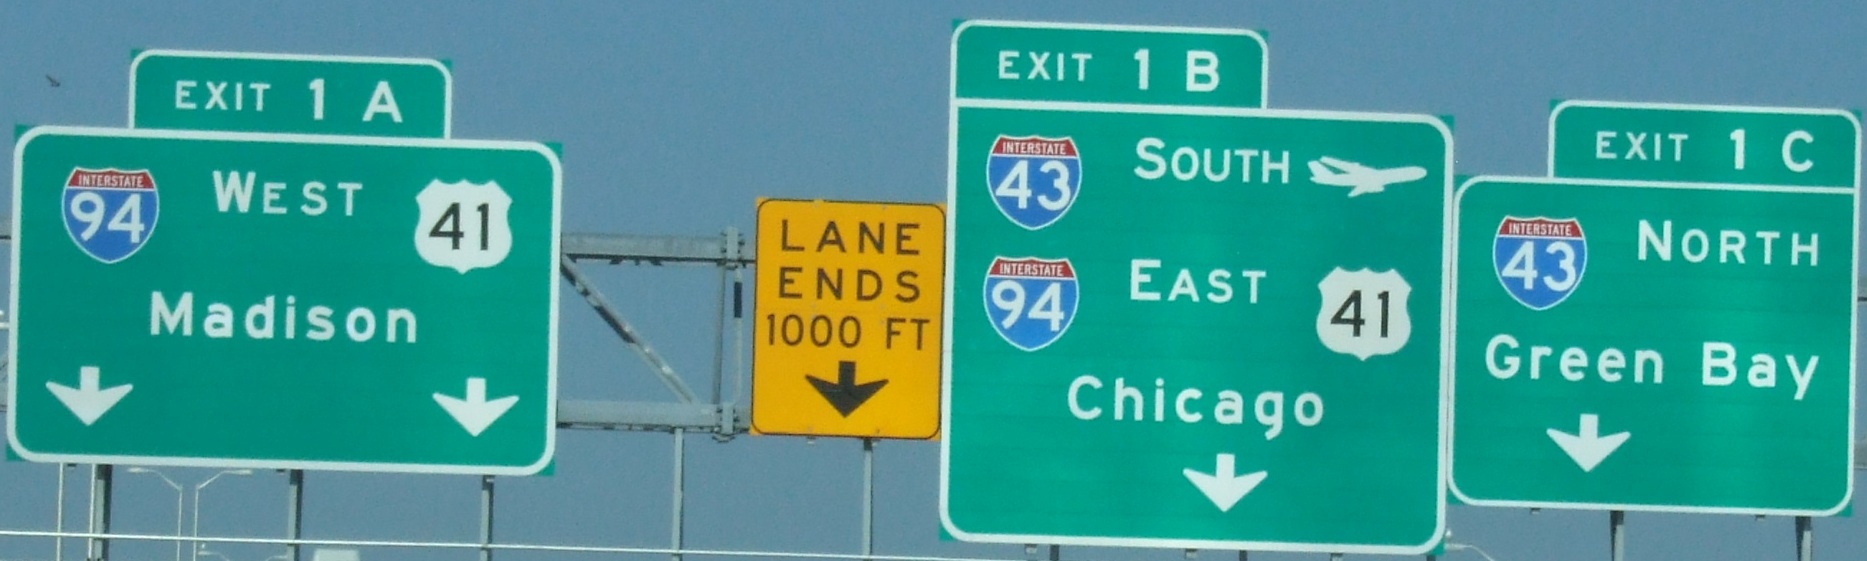 EXIT 1 A
INTERSTATE
94
WEST
41
Madison
LANE
ENDS
1000 FT
EXIT 1 B
INTERSTATE
43
SOUTH
INTERSTATE
94
EAST
41
Chicago
EXIT 1 C
INTERSTATE
43
NORTH
Green Bay